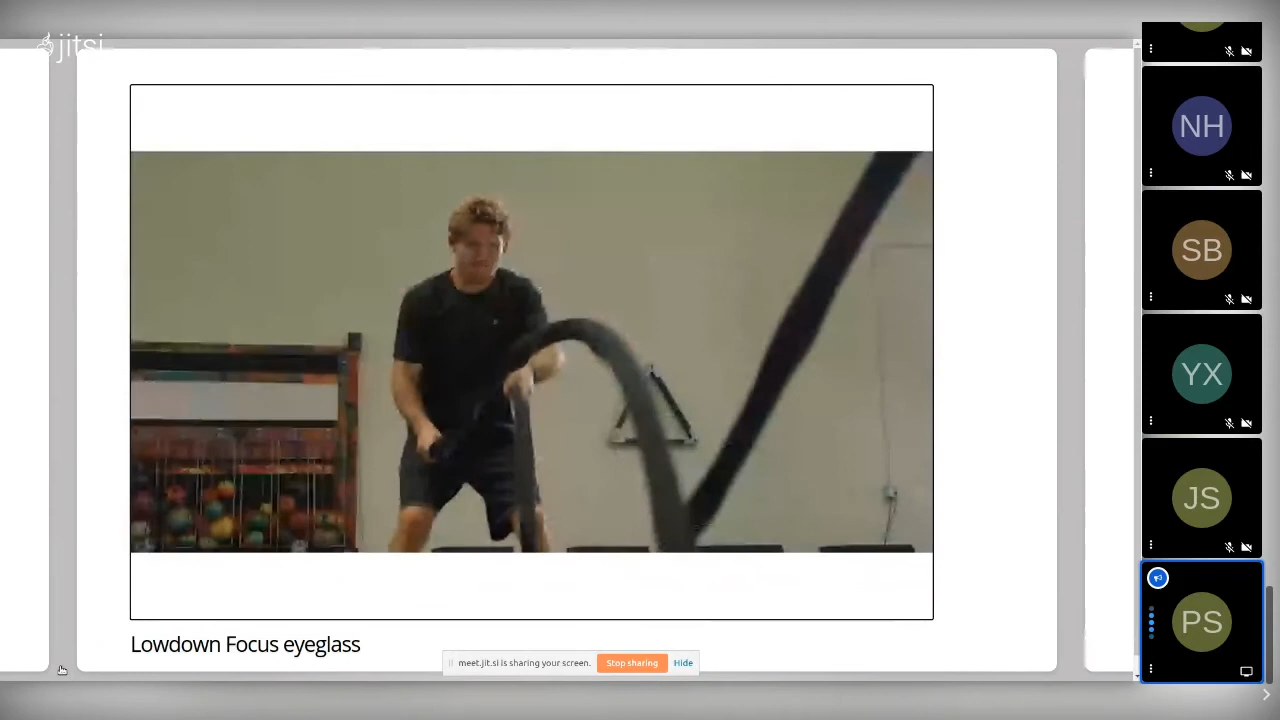 jitsi
NH
SB
YX
JS
PS
Lowdown Focus eyeglass
meet.jit.si is sharing your screen.
Stop sharing
Hide